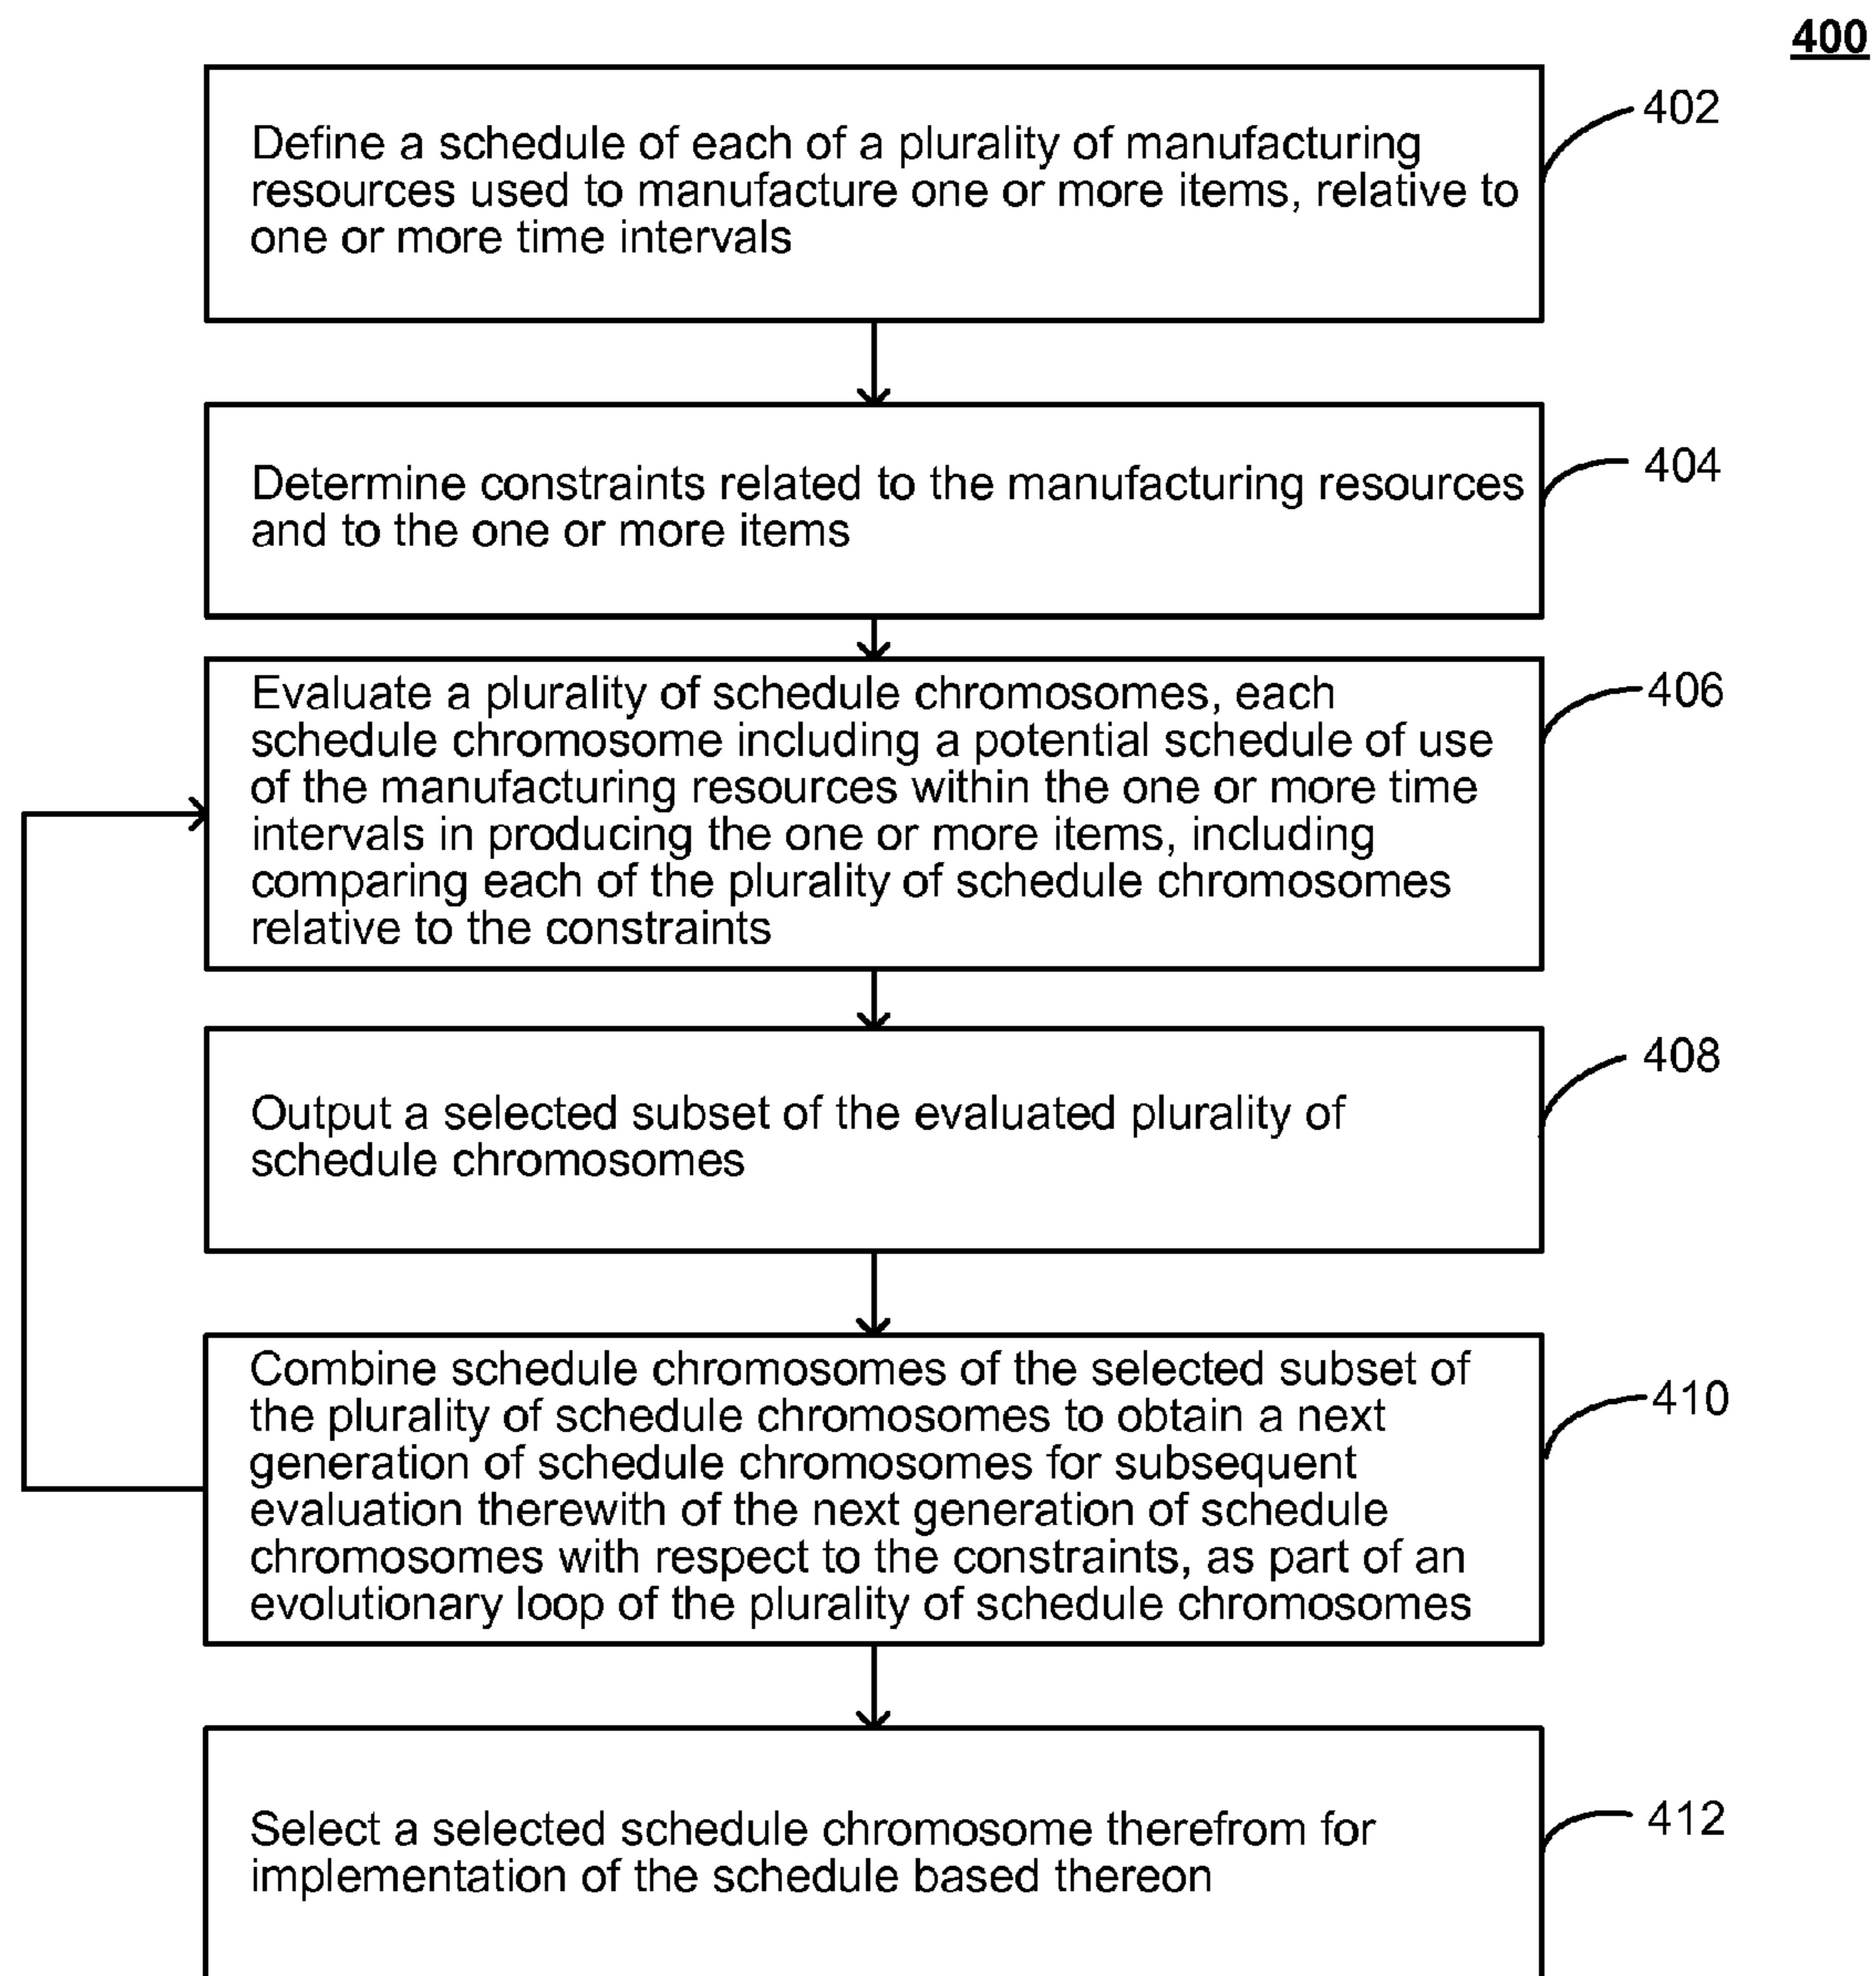 400
Define a schedule of each of a plurality of manufacturing
resources used to manufacture one or more items, relative to
one or more time intervals
402
Determine constraints related to the manufacturing resources
and to the one or more items
404
Evaluate a plurality of schedule chromosomes, each
schedule chromosome including a potential schedule of use
of the manufacturing resources within the one or more time
intervals in producing the one or more items, including
comparing each of the plurality of schedule chromosomes
relative to the constraints
406
Output a selected subset of the evaluated plurality of
schedule chromosomes
408
Combine schedule chromosomes of the selected subset of
the plurality of schedule chromosomes to obtain a next
generation of schedule chromosomes for subsequent
evaluation therewith of the next generation of schedule
chromosomes with respect to the constraints, as part of an
evolutionary loop of the plurality of schedule chromosomes
410
Select a selected schedule chromosome therefrom for
implementation of the schedule based thereon
412